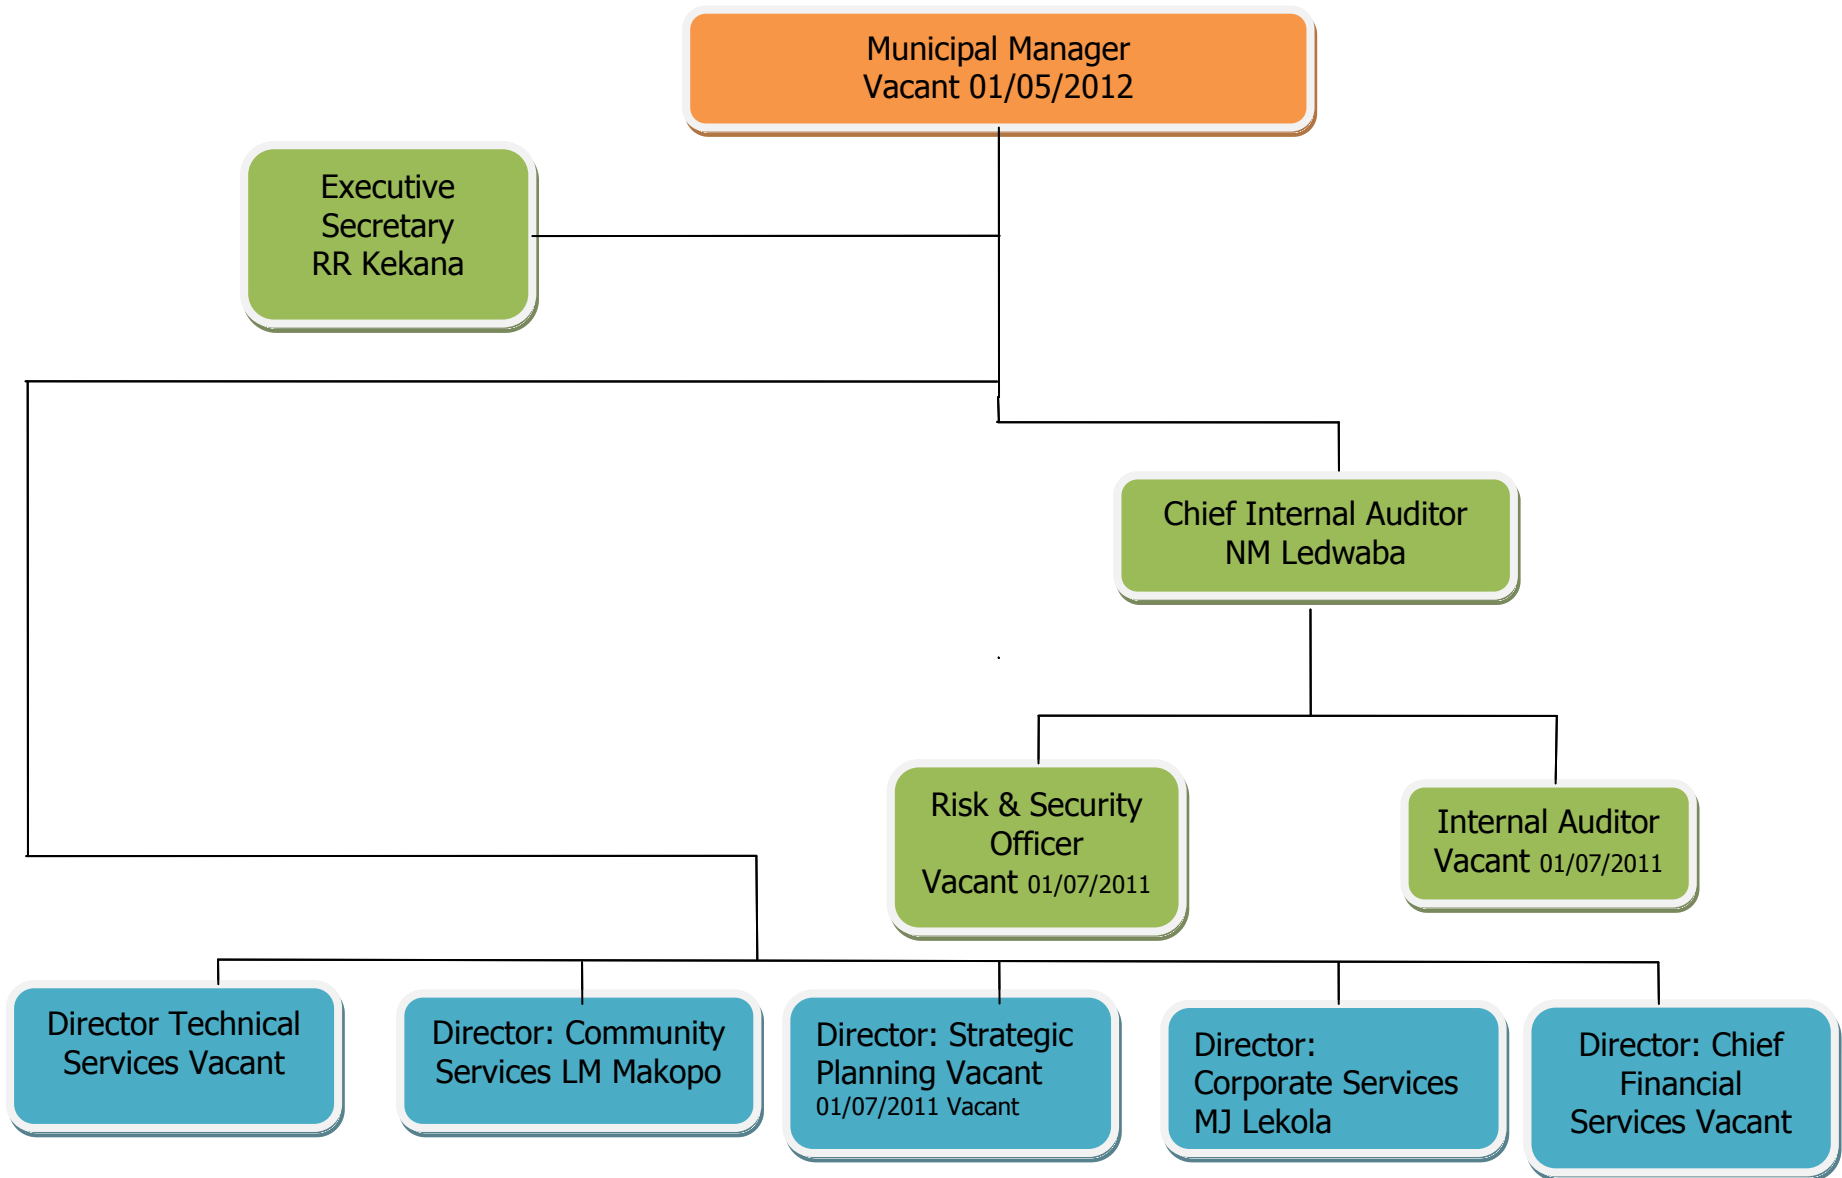 Municipal Manager
Vacant 01/05/2012
Executive
Secretary
RR Kekana
Chief Internal Auditor
NM Ledwaba
Risk & Security
Officer
Vacant 01/07/2011
Internal Auditor
Vacant 01/07/2011
Director Technical
Services Vacant
Director: Community
Services LM Makopo
Director: Strategic
Planning Vacant
01/07/2011 Vacant
Director:
Corporate Services
MJ Lekola
Director: Chief
Financial
Services Vacant